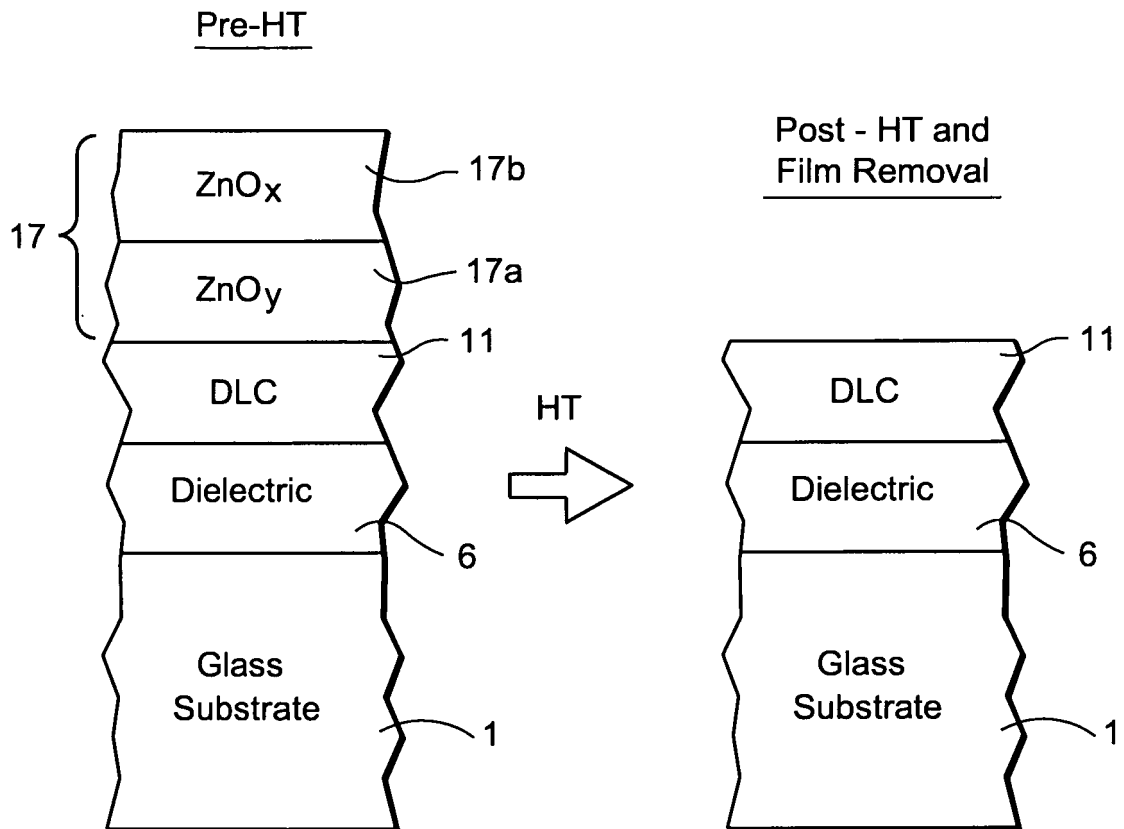 Pre-HT
ZnOx
17b
17
ZnOy
17a
11
DLC
Dielectric
6
Glass
Substrate
1
HT
Post - HT and
Film Removal
11
DLC
Dielectric
6
Glass
Substrate
1